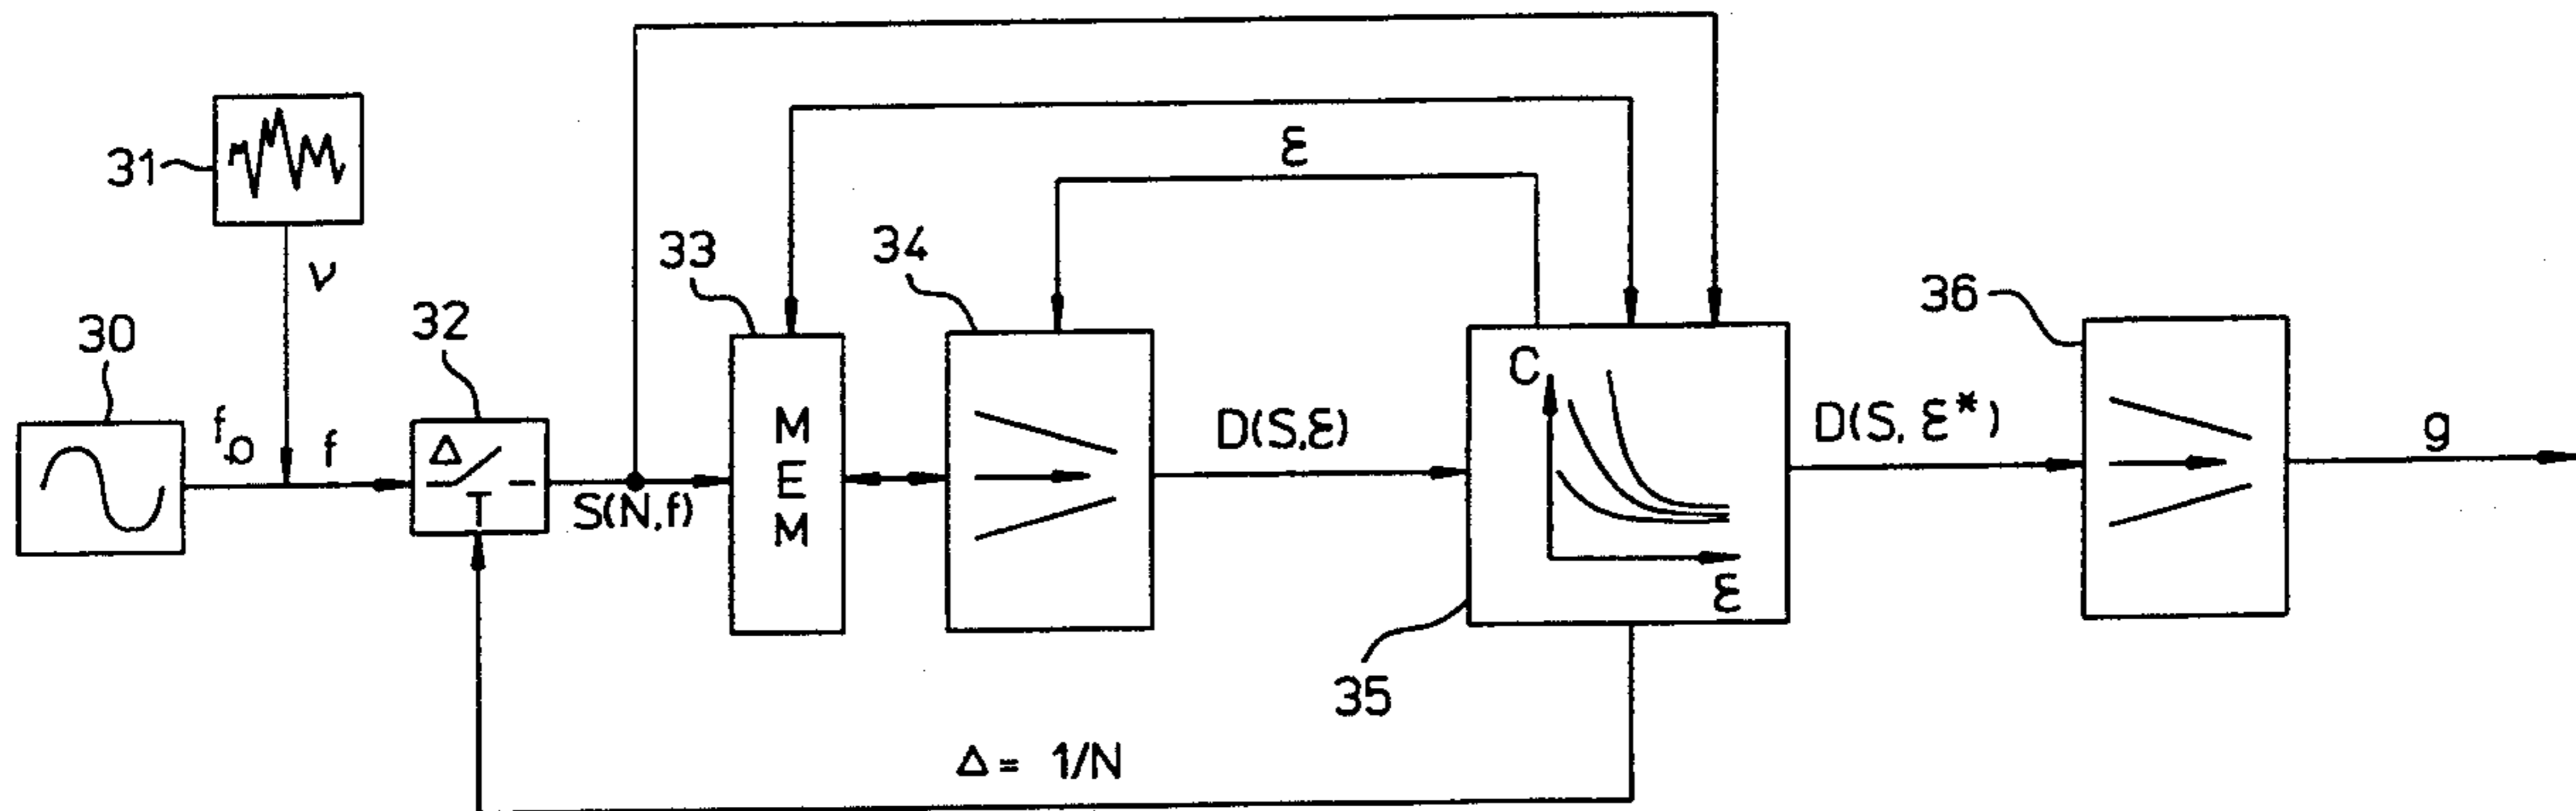 31
ν
30
f₀
f
32
Δ
T
S(N,f)
33
M
E
M
34
ε
D(S,ε)
35
C
ε
D(S, ε*)
36
g
Δ = 1/N